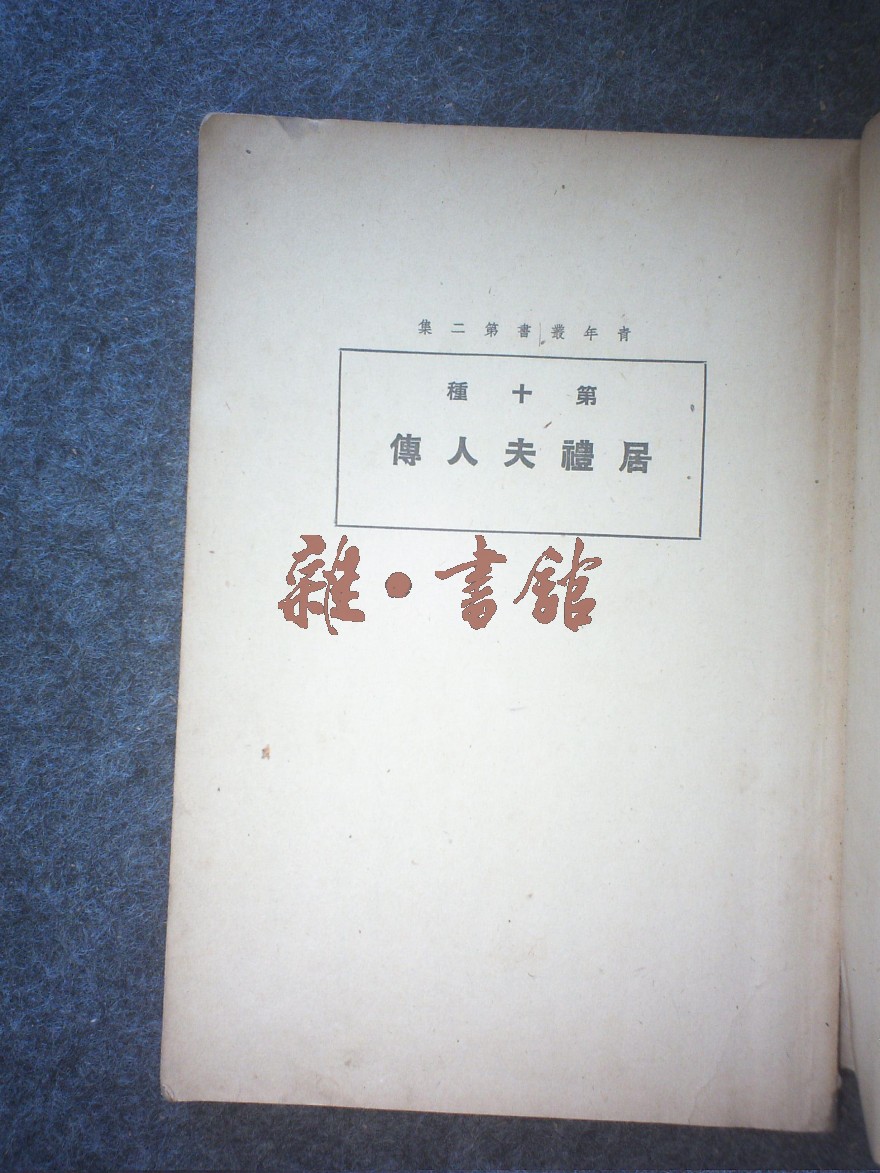 青年叢書第二集
第十種
居禮夫人傳
雜·書館